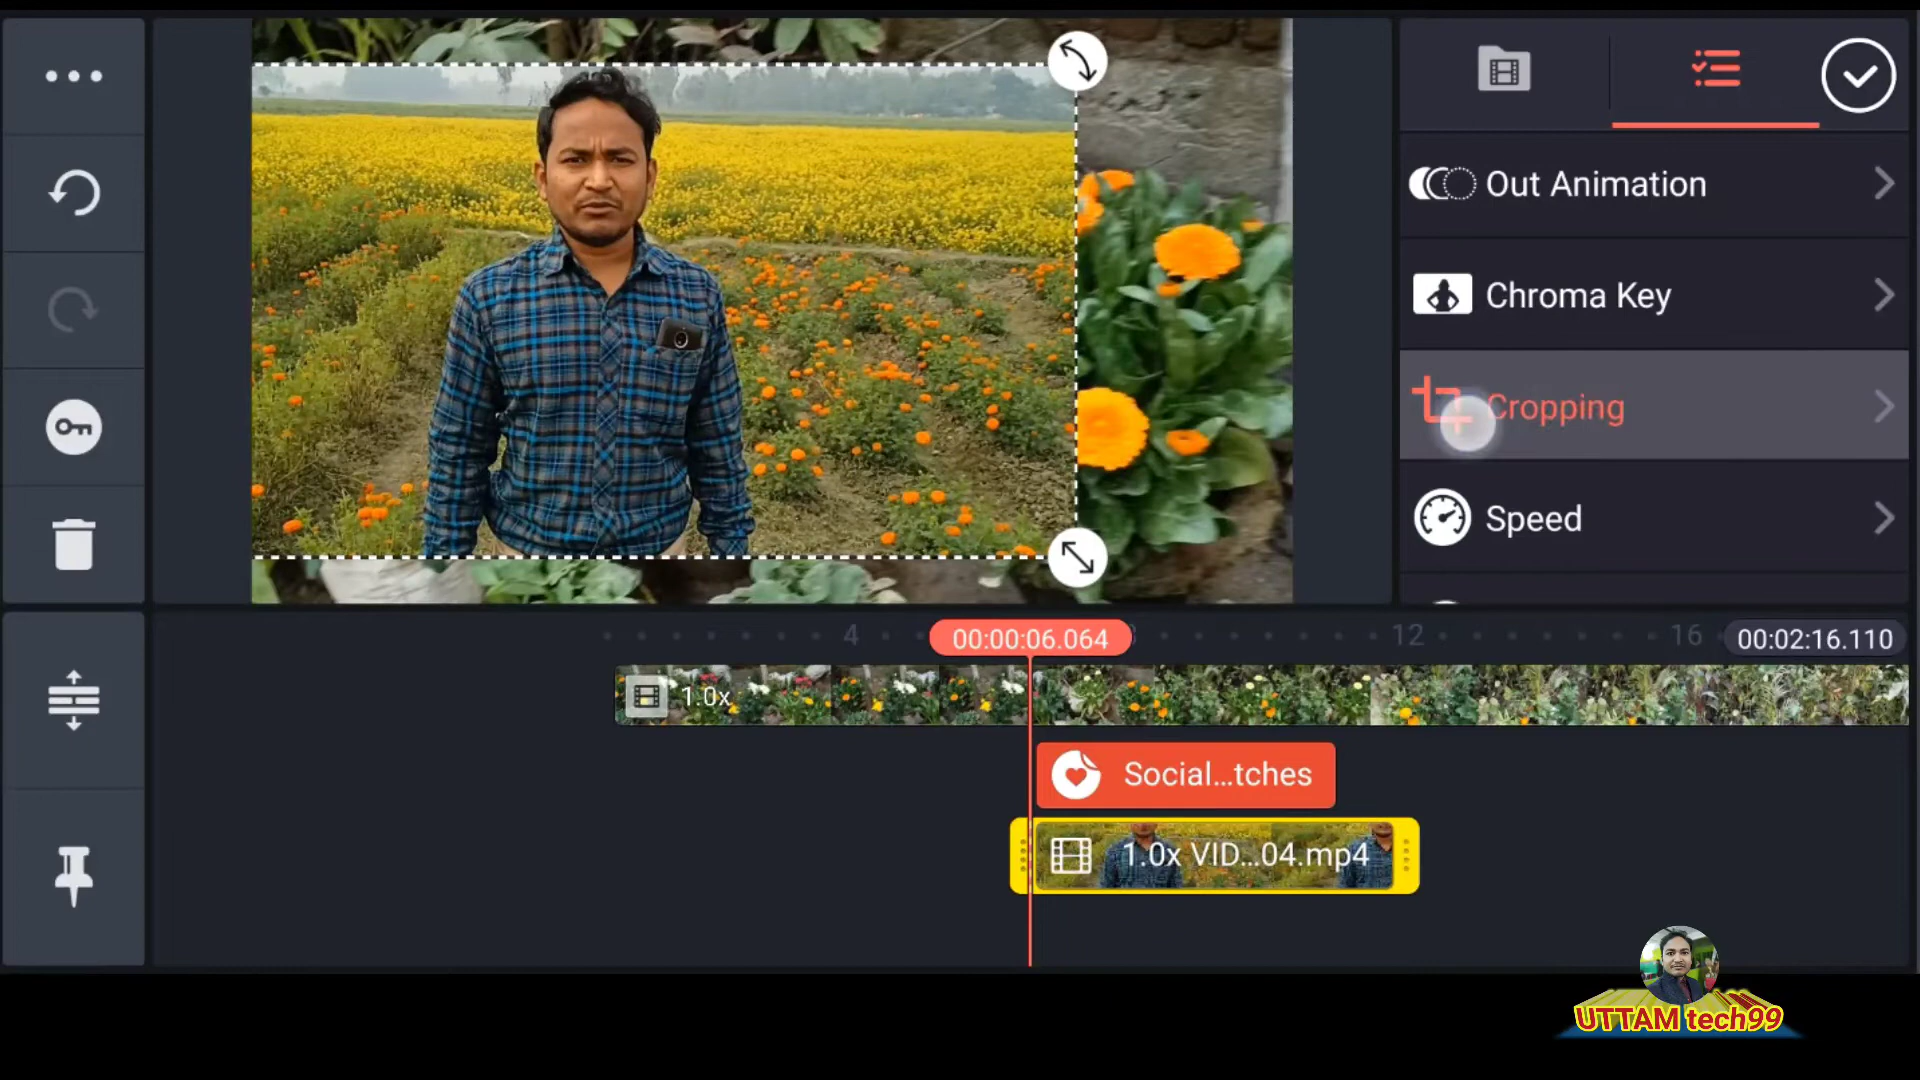 Out Animation
Chroma Key
Cropping
Speed
4
00:00:06.064
12
16
00:02:16.110
1.0x
Social...tches
1.0x VID...04.mp4
UTTAM tech99